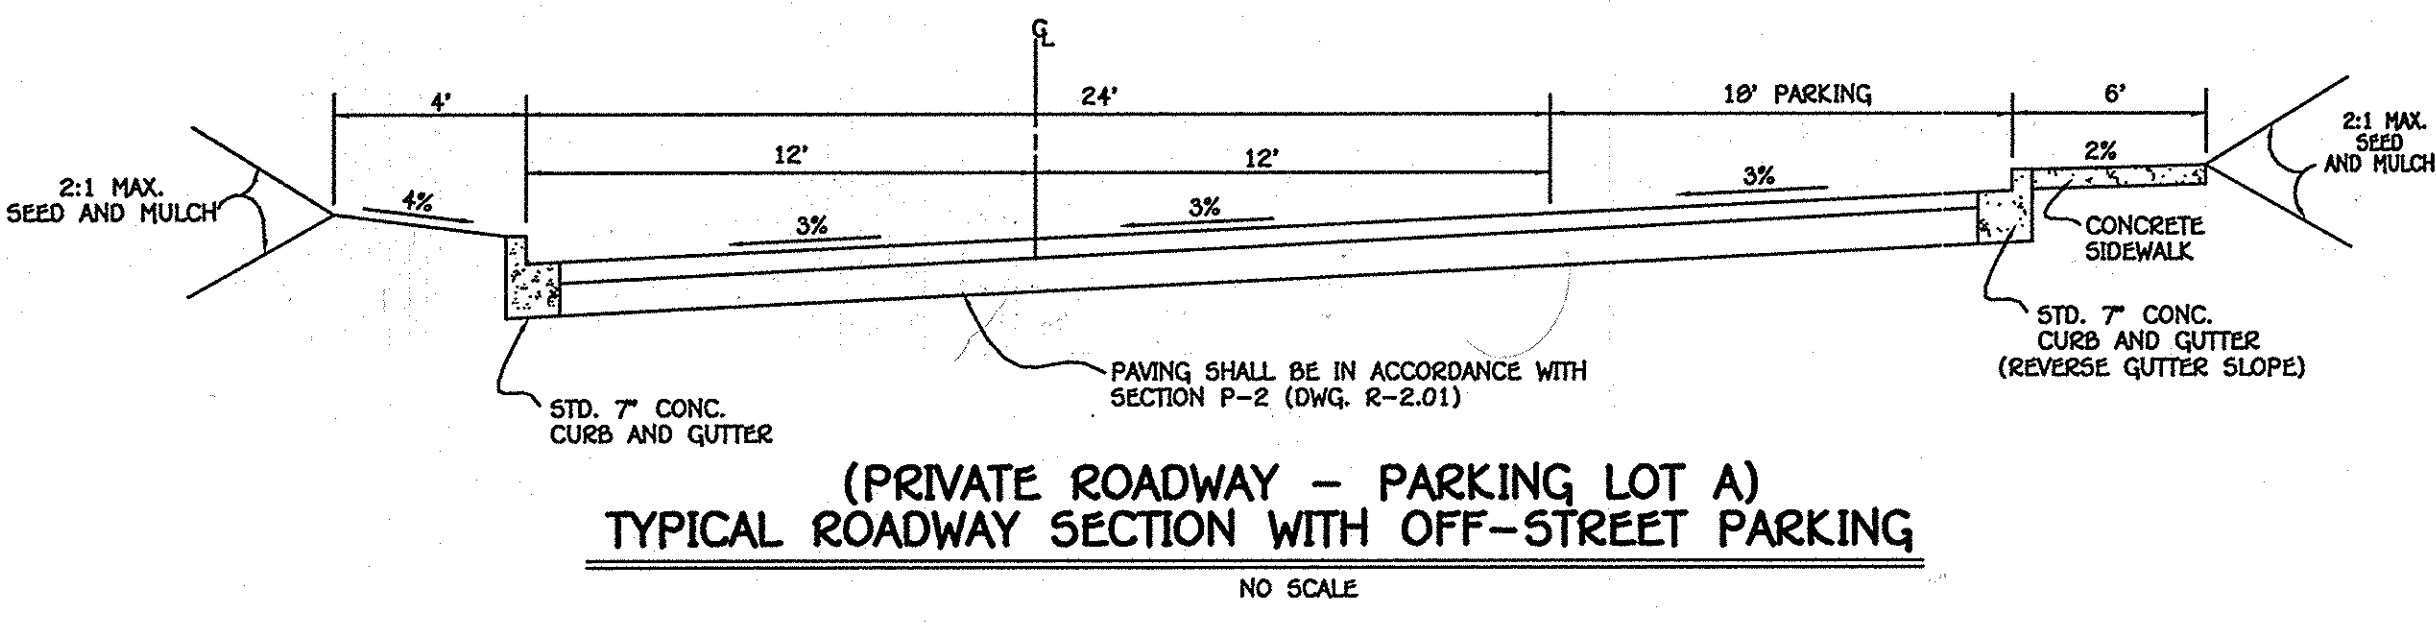 CL
4'
24'
18' PARKING
6'
12'
12'
2%
3%
3%
3%
4%
2:1 MAX.
SEED AND MULCH
2:1 MAX.
SEED
AND MULCH
CONCRETE
SIDEWALK
STD. 7" CONC.
CURB AND GUTTER
(REVERSE GUTTER SLOPE)
PAVING SHALL BE IN ACCORDANCE WITH
SECTION P-2 (DWG. R-2.01)
STD. 7" CONC.
CURB AND GUTTER
(PRIVATE ROADWAY - PARKING LOT A)
TYPICAL ROADWAY SECTION WITH OFF-STREET PARKING
NO SCALE